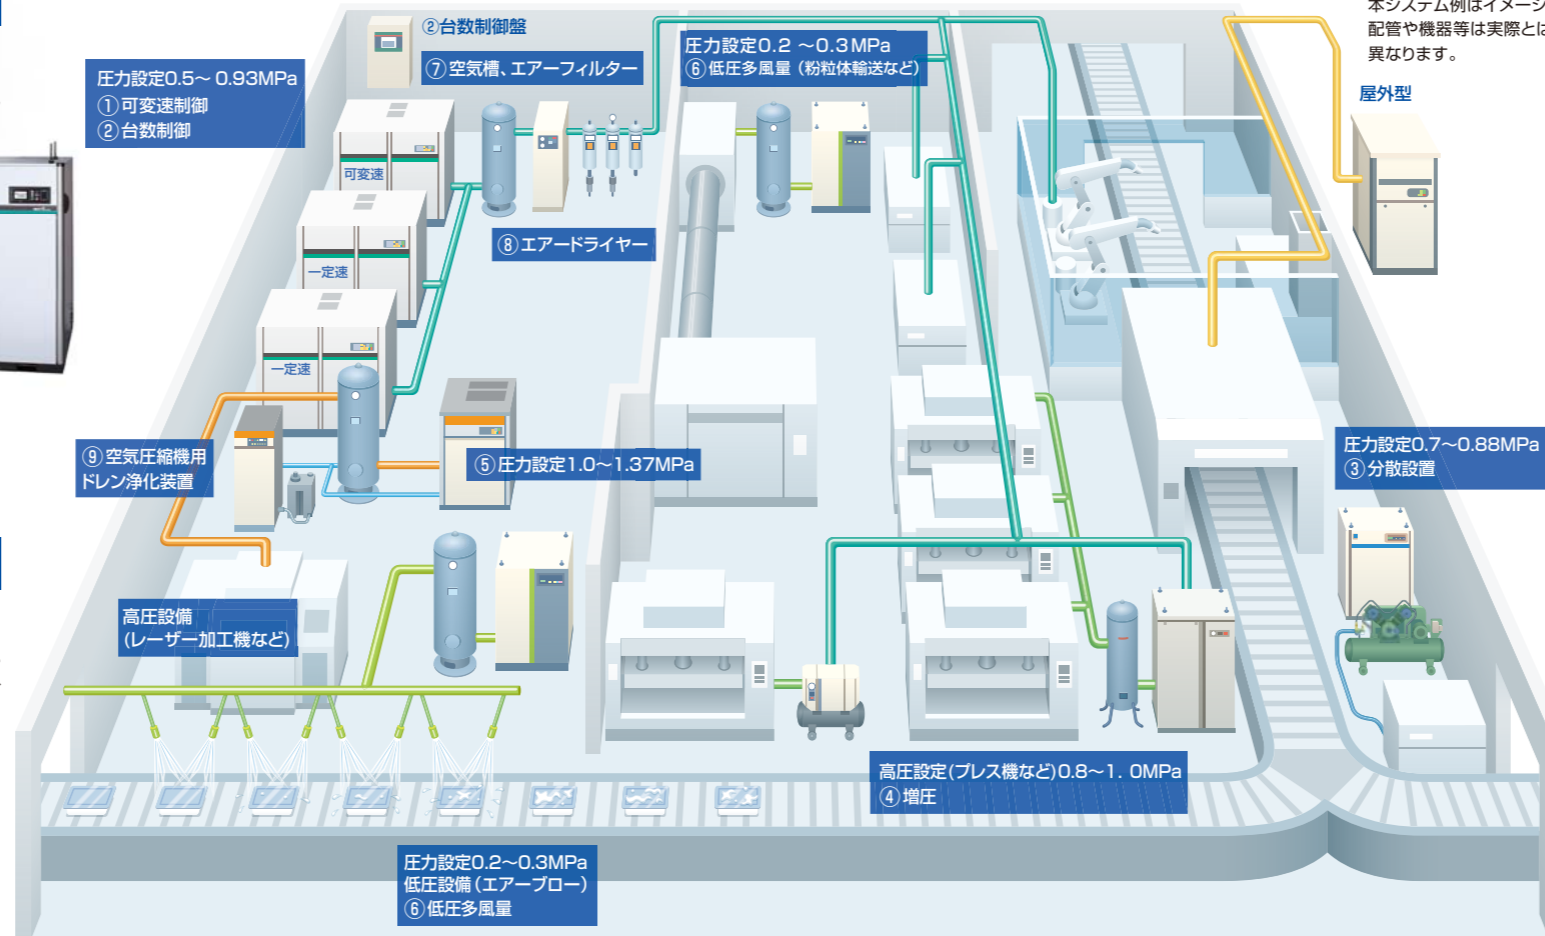 本システム例はイメージ
配管や機器等は実際とは
異なります。
屋外型
②台数制御盤
⑦空気槽、エアーフィルター
圧力設定0.2 ～0.3MPa
⑥低圧多風量（粉粒体輸送など）
圧力設定0.5～ 0.93MPa
①可変速制御
②台数制御
可変速
⑧エアードライヤー
一定速
一定速
⑨空気圧縮機用
ドレン浄化装置
⑤圧力設定1.0～1.37MPa
圧力設定0.7～0.88MPa
③分散設置
高圧設備
(レーザー加工機など)
高圧設定(プレス機など)0.8～1. 0MPa
④増圧
圧力設定0.2～0.3MPa
低圧設備（エアーブロー）
⑥低圧多風量